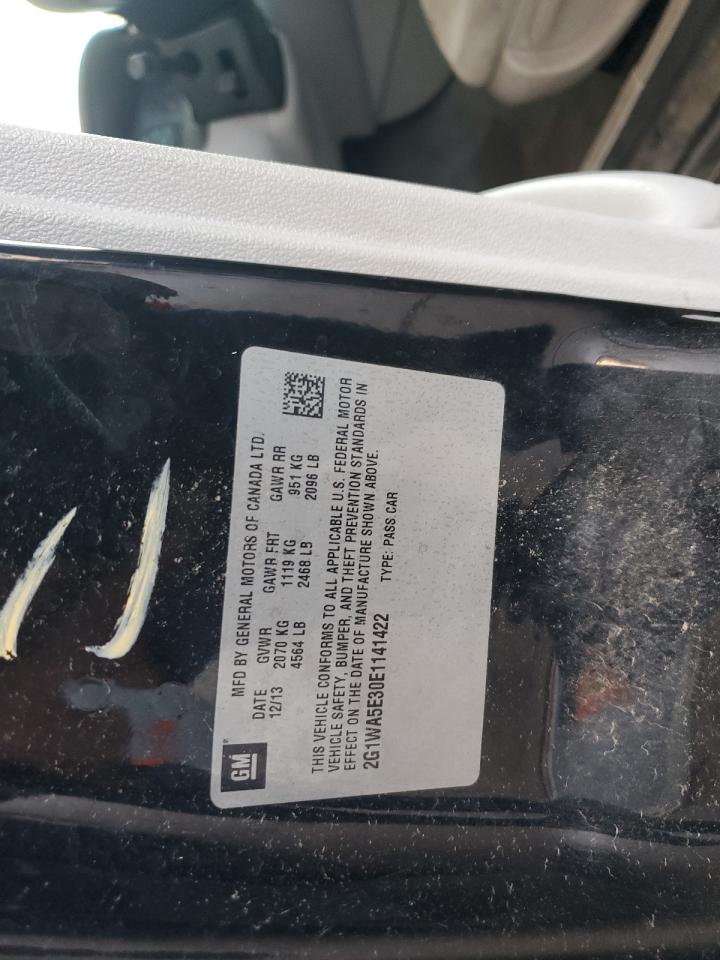 GM
MFD BY GENERAL MOTORS OF CANADA LTD.
DATE GVWR GAWR FRT GAWR RR
12/13 2070 KG 1119 KG 951 KG
4564 LB 2468 LB 2096 LB
THIS VEHICLE CONFORMS TO ALL APPLICABLE U.S. FEDERAL MOTOR
VEHICLE SAFETY, BUMPER, AND THEFT PREVENTION STANDARDS IN
EFFECT ON THE DATE OF MANUFACTURE SHOWN ABOVE.
2G1WA5E30E1141422 TYPE: PASS CAR